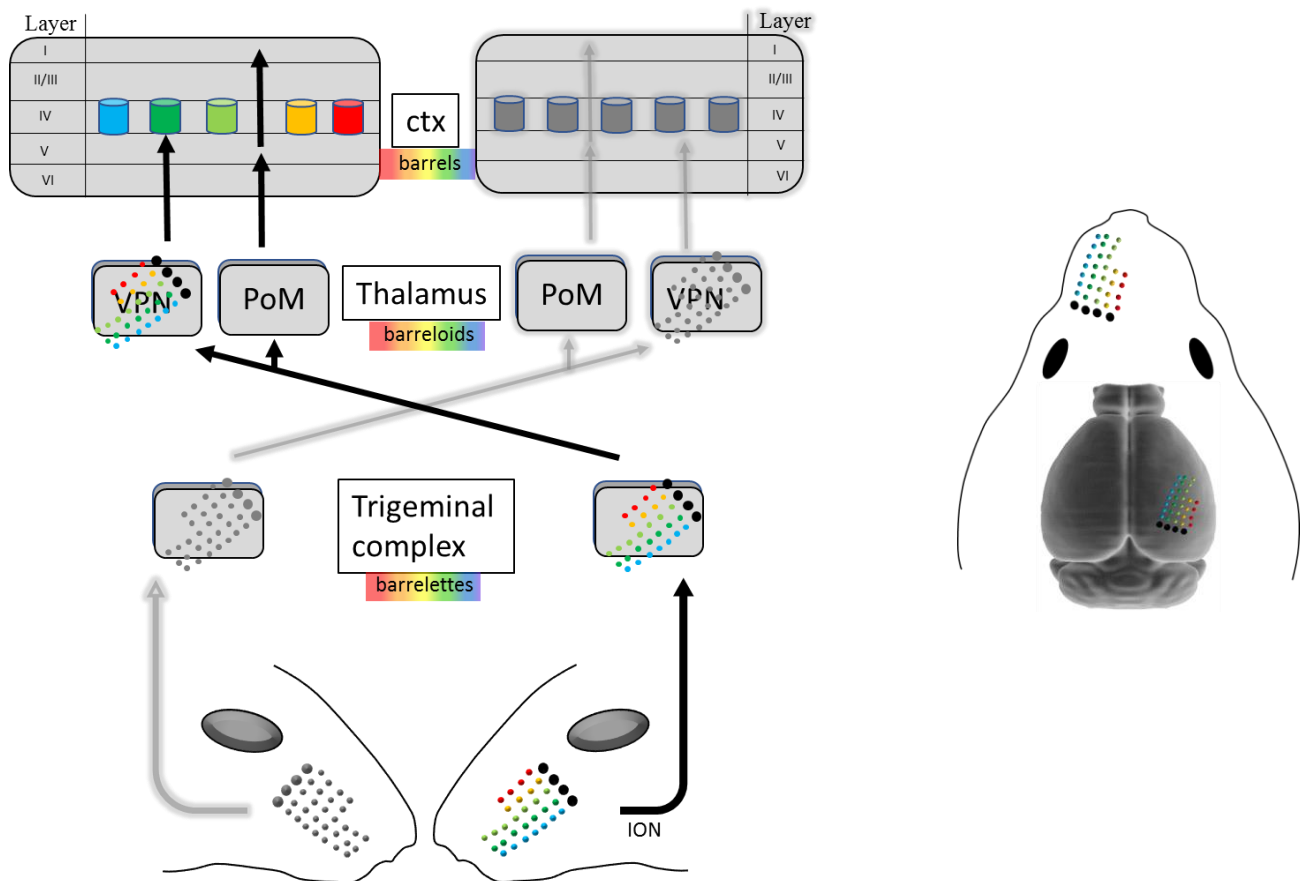 Layer
I
II/III
IV
V
VI
ctx
barrels
Layer
I
II/III
IV
V
VI
VPN
PoM
Thalamus
barreloids
PoM
VPN
Trigeminal
complex
barrelettes
ION